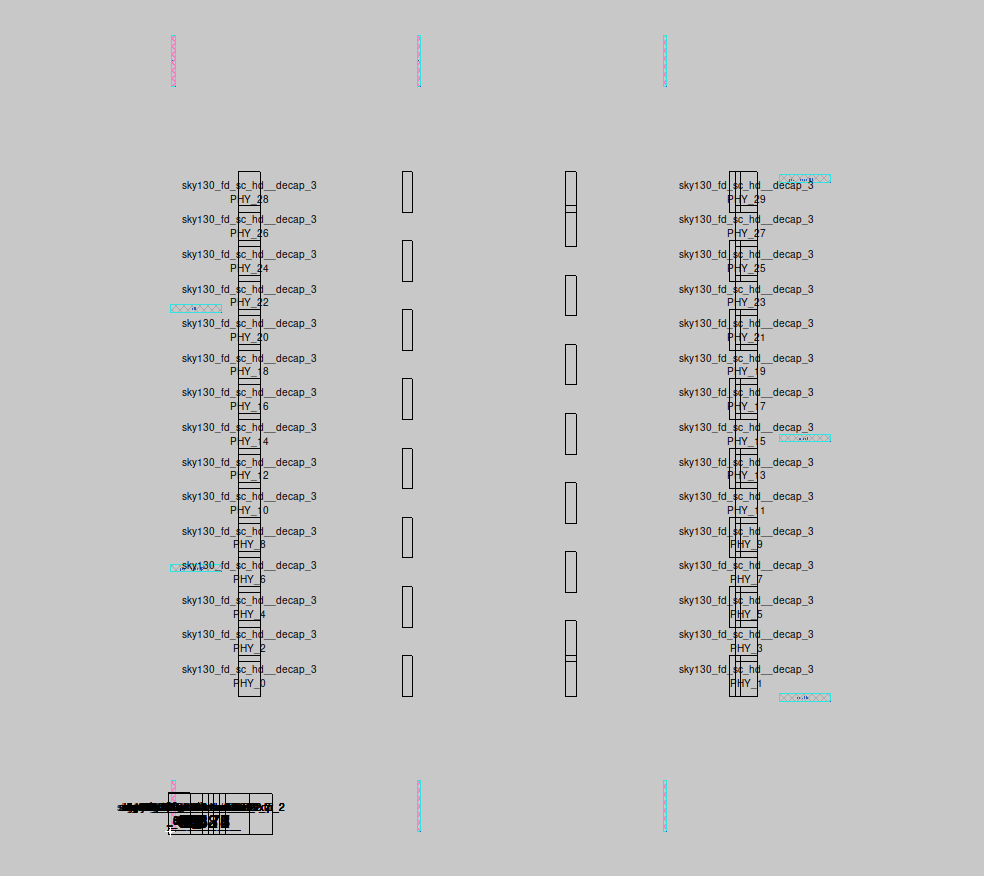 sky130_fd_sc_hd__decap_3 sky130_fd_sc_hd__decap_3
PHY_28 PHY_29
sky130_fd_sc_hd__decap_3 sky130_fd_sc_hd__decap_3
PHY_26 PHY_27
sky130_fd_sc_hd__decap_3 sky130_fd_sc_hd__decap_3
PHY_24 PHY_25
sky130_fd_sc_hd__decap_3 sky130_fd_sc_hd__decap_3
PHY_22 PHY_23
sky130_fd_sc_hd__decap_3 sky130_fd_sc_hd__decap_3
PHY_20 PHY_21
sky130_fd_sc_hd__decap_3 sky130_fd_sc_hd__decap_3
PHY_18 PHY_19
sky130_fd_sc_hd__decap_3 sky130_fd_sc_hd__decap_3
PHY_16 PHY_17
sky130_fd_sc_hd__decap_3 sky130_fd_sc_hd__decap_3
PHY_14 PHY_15
sky130_fd_sc_hd__decap_3 sky130_fd_sc_hd__decap_3
PHY_12 PHY_13
sky130_fd_sc_hd__decap_3 sky130_fd_sc_hd__decap_3
PHY_10 PHY_11
sky130_fd_sc_hd__decap_3 sky130_fd_sc_hd__decap_3
PHY_8 PHY_9
sky130_fd_sc_hd__decap_3 sky130_fd_sc_hd__decap_3
PHY_6 PHY_7
sky130_fd_sc_hd__decap_3 sky130_fd_sc_hd__decap_3
PHY_4 PHY_5
sky130_fd_sc_hd__decap_3 sky130_fd_sc_hd__decap_3
PHY_2 PHY_3
sky130_fd_sc_hd__decap_3 sky130_fd_sc_hd__decap_3
PHY_0 PHY_1